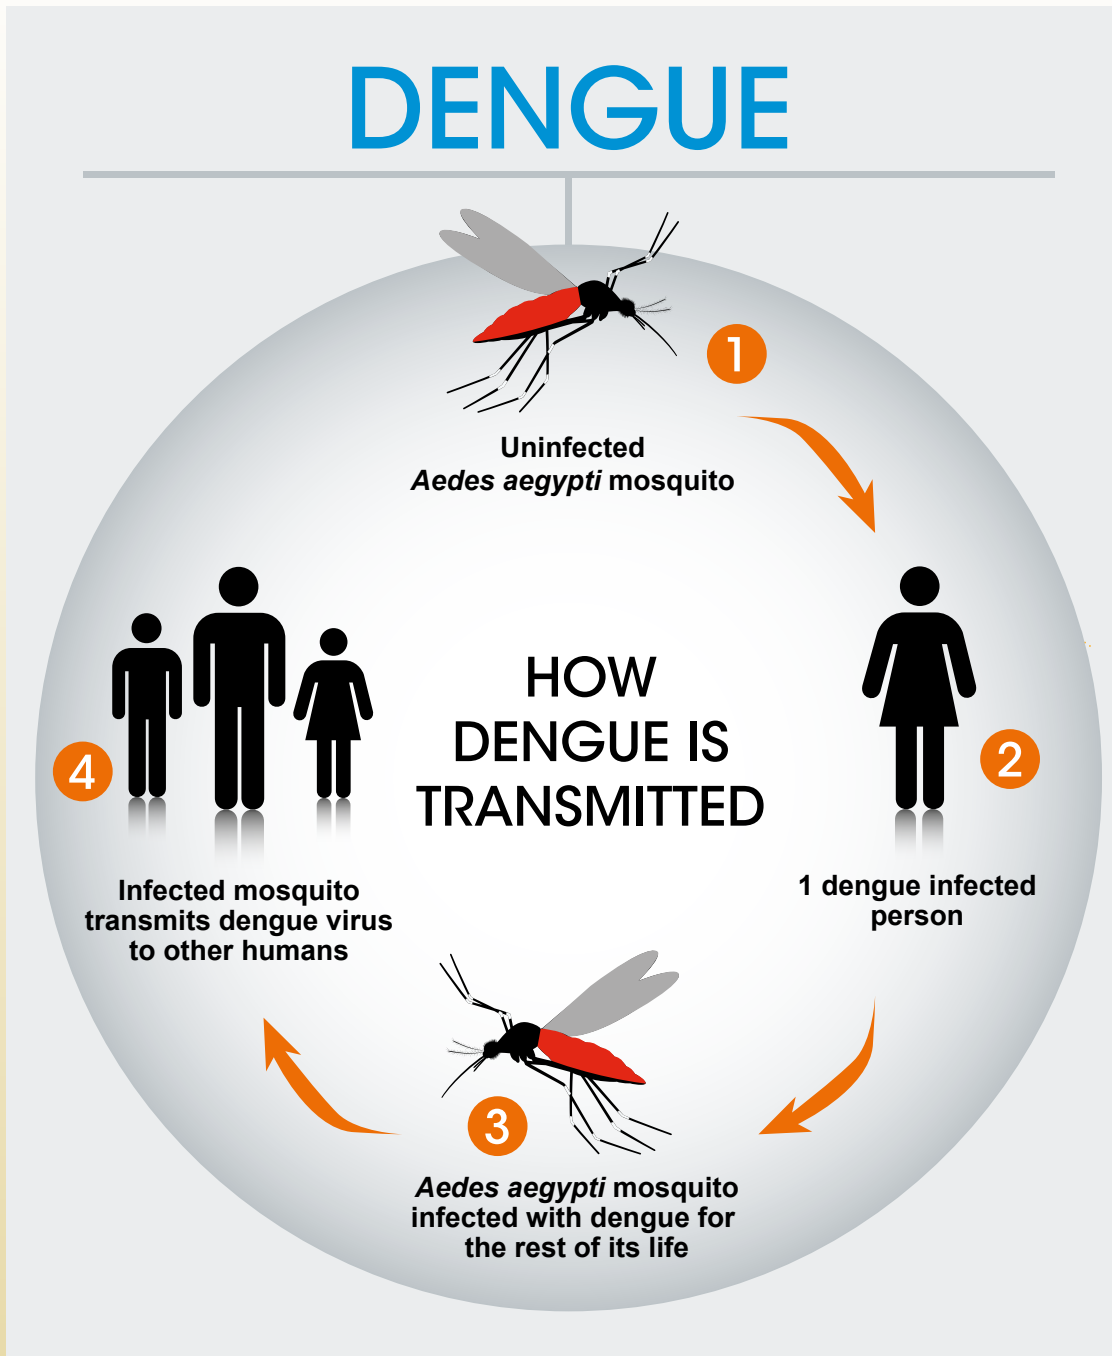 DENGUE
1
Uninfected
Aedes aegypti mosquito
HOW
DENGUE IS
TRANSMITTED
2
1 dengue infected
person
3
Aedes aegypti mosquito
infected with dengue for
the rest of its life
4
Infected mosquito
transmits dengue virus
to other humans